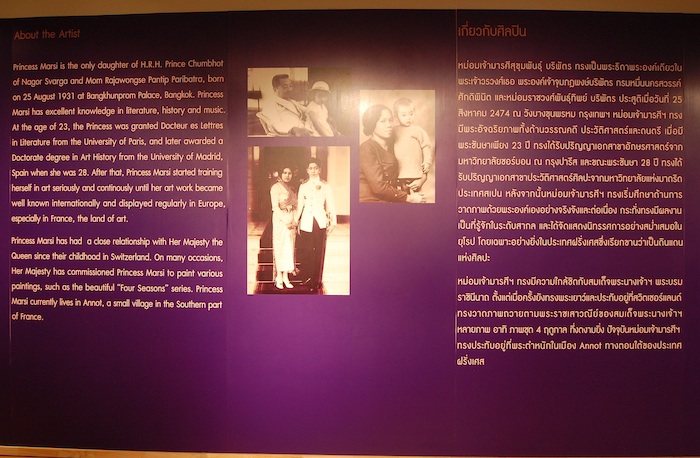 About the Artist
Princess Marsi is the only daughter of H.R.H. Prince Chumbhot
of Nagor Svarga and Mom Rajawongse Pantip Paribatra, born
on 25 August 1931 at Bangkhunprom Palace, Bangkok. Princess
Marsi has excellent knowledge in literature, history and music.
At the age of 23, the Princess was granted Docteur es Lettres
in Literature from the University of Paris, and later awarded a
Doctorate degree in Art History from the University of Madrid,
Spain when she was 28. After that, Princess Marsi started training
herself in art seriously and continously until her art work became
well known internationally and displayed regularly in Europe,
especially in France, the land of art.
Princess Marsi has had a close relationship with Her Majesty the
Queen since their childhood in Switzerland. On many occasions,
Her Majesty has commissioned Princess Marsi to paint various
paintings, such as the beautiful "Four Seasons" series. Princess
Marsi currently lives in Annot, a small village in the Southern part
of France.
เกี่ยวกับศิลปิน
หม่อมเจ้ามารศีสุขุมพันธุ์ บริพัตร ทรงเป็นพระธิดาพระองค์เดียวใน
พระเจ้าวรวงศ์เธอ พระองค์เจ้าจุมภฏพงษ์บริพัตร กรมหมื่นนครสวรรค์
ศักดิพินิต และหม่อมราชวงศ์พันธุ์ทิพย์ บริพัตร ประสูติเมื่อวันที่ 25
สิงหาคม 2474 ณ วังบางขุนพรหม กรุงเทพฯ หม่อมเจ้ามารศีฯ ทรง
มีพระอัจฉริยภาพทั้งด้านวรรณคดี ประวัติศาสตร์และดนตรี เมื่อมี
พระชันษาเพียง 23 ปี ทรงได้รับปริญญาเอกสาขาอักษรศาสตร์จาก
มหาวิทยาลัยซอร์บอน ณ กรุงปารีส และขณะพระชันษา 28 ปี ทรงได้
รับปริญญาเอกสาขาประวัติศาสตร์ศิลปะจากมหาวิทยาลัยแห่งมาดริด
ประเทศสเปน หลังจากนั้นหม่อมเจ้ามารศีฯ ทรงเริ่มศึกษาด้านการ
วาดภาพด้วยพระองค์เองอย่างจริงจังและต่อเนื่อง กระทั่งทรงมีผลงาน
เป็นที่รู้จักในระดับสากล และได้จัดแสดงนิทรรศการอย่างสม่ำเสมอใน
ยุโรป โดยเฉพาะอย่างยิ่งในประเทศฝรั่งเศสซึ่งเรียกขานว่าเป็นดินแดน
แห่งศิลปะ
หม่อมเจ้ามารศีฯ ทรงมีความใกล้ชิดกับสมเด็จพระนางเจ้าฯ พระบรม
ราชินีนาถ ตั้งแต่เมื่อครั้งยังทรงพระเยาว์และประทับอยู่ที่สวิตเซอร์แลนด์
ทรงวาดภาพถวายตามพระราชเสาวณีย์ของสมเด็จพระนางเจ้าฯ
หลายภาพ อาทิ ภาพชุด 4 ฤดูกาล ที่งดงามยิ่ง ปัจจุบันหม่อมเจ้ามารศีฯ
ทรงประทับอยู่ที่พระตำหนักในเมือง Annot ทางตอนใต้ของประเทศ
ฝรั่งเศส